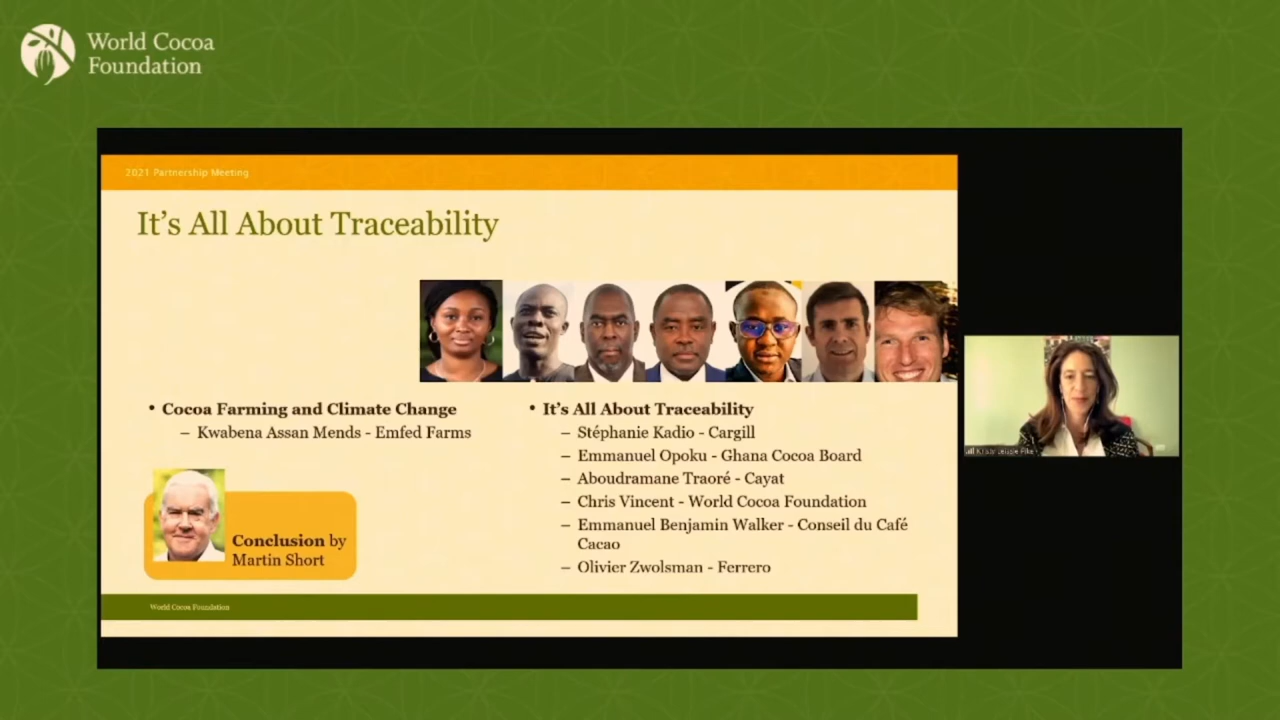 World Cocoa
Foundation
2021 Partnership Meeting
It's All About Traceability
• Cocoa Farming and Climate Change
– Kwabena Assan Mends - Emfed Farms
Conclusion by
Martin Short
• It's All About Traceability
– Stéphanie Kadio - Cargill
– Emmanuel Opoku - Ghana Cocoa Board
– Aboudramane Traoré - Cayat
– Chris Vincent - World Cocoa Foundation
– Emmanuel Benjamin Walker - Conseil du Café
Cacao
– Olivier Zwolsman - Ferrero
World Cocoa Foundation